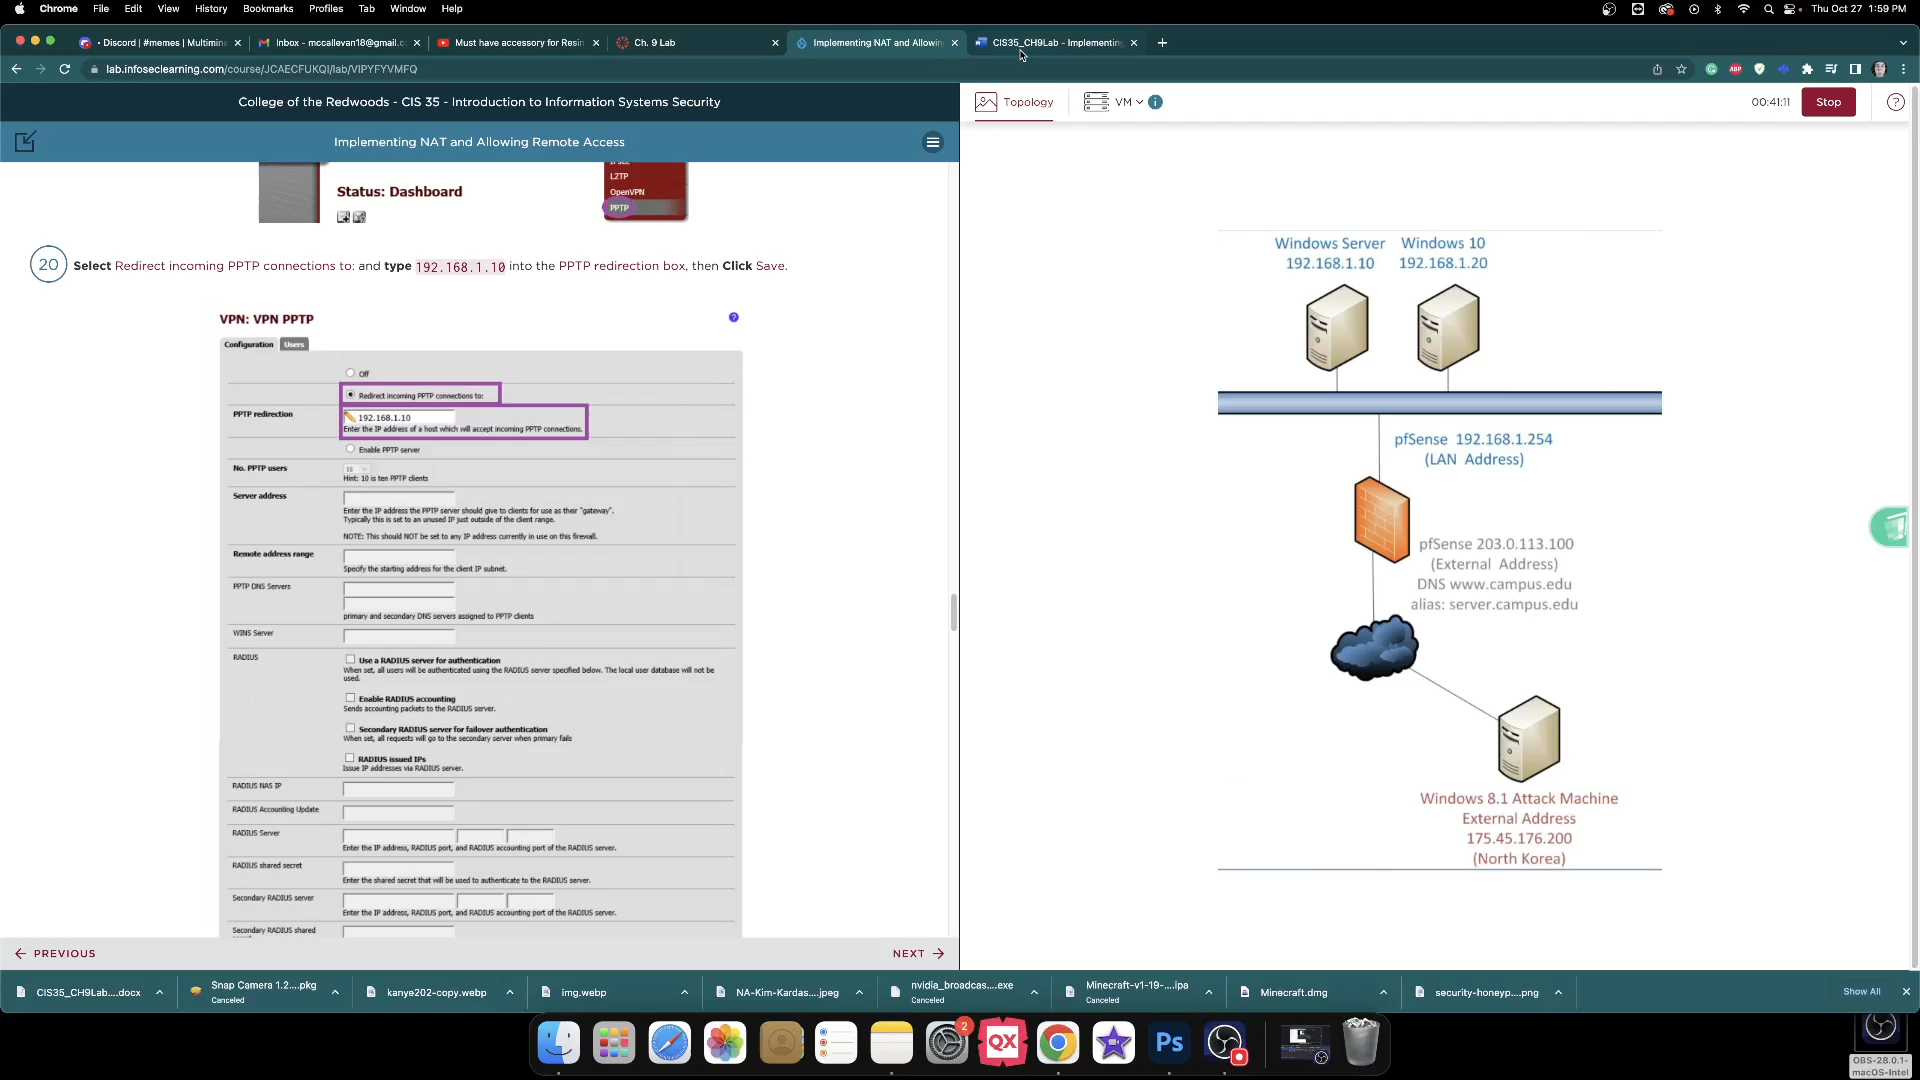 Chrome File Edit View History Bookmarks Profiles Tab Window Help
Thu Oct 27 1:59 PM
• Discord | #memes | Multimine
Inbox - mccallevan18@gmail.c
Must have accessory for Resin
Ch. 9 Lab
Implementing NAT and Allowin
CIS35_CH9Lab - Implementing
lab.infoseclearning.com/course/JCAECFUKQI/lab/VIPYFYVMFQ
ABP
College of the Redwoods - CIS 35 - Introduction to Information Systems Security
Topology
VM
00:41:11
Stop
Implementing NAT and Allowing Remote Access
Status: Dashboard
L2TP
OpenVPN
PPTP
20 Select Redirect incoming PPTP connections to: and type 192.168.1.10 into the PPTP redirection box, then Click Save.
VPN: VPN PPTP
Configuration Users
Off
Redirect incoming PPTP connections to:
PPTP redirection
192.168.1.10
Enter the IP address of a host which will accept incoming PPTP connections.
Enable PPTP server
No. PPTP users
16
Hint: 10 is ten PPTP clients
Server address
Enter the IP address the PPTP server should give to clients for use as their "gateway".
Typically this is set to an unused IP just outside of the client range.
NOTE: This should NOT be set to any IP address currently in use on this firewall.
Remote address range
Specify the starting address for the client IP subnet.
PPTP DNS Servers
primary and secondary DNS servers assigned to PPTP clients
WINS Server
RADIUS
Use a RADIUS server for authentication
When set, all users will be authenticated using the RADIUS server specified below. The local user database will not be
used.
Enable RADIUS accounting
Sends accounting packets to the RADIUS server.
Secondary RADIUS server for failover authentication
When set, all requests will go to the secondary server when primary fails
RADIUS issued IPs
Issue IP addresses via RADIUS server.
RADIUS NAS IP
RADIUS Accounting Update
RADIUS Server
Enter the IP address, RADIUS port, and RADIUS accounting port of the RADIUS server.
RADIUS shared secret
Enter the shared secret that will be used to authenticate to the RADIUS server.
Secondary RADIUS server
Enter the IP address, RADIUS port, and RADIUS accounting port of the RADIUS server.
Secondary RADIUS shared
PREVIOUS
NEXT
Windows Server
192.168.1.10
Windows 10
192.168.1.20
pfSense 192.168.1.254
(LAN Address)
pfSense 203.0.113.100
(External Address)
DNS www.campus.edu
alias: server.campus.edu
Windows 8.1 Attack Machine
External Address
175.45.176.200
(North Korea)
CIS35_CH9Lab....docx
Snap Camera 1.2....pkg
Canceled
kanye202-copy.webp
img.webp
NA-Kim-Kardas....jpeg
nvidia_broadcas....exe
Canceled
Minecraft-v1-19-....ipa
Canceled
Minecraft.dmg
security-honeyp....png
Show All
2
QX
Ps
OBS-28.0.1-
macOS-Intel